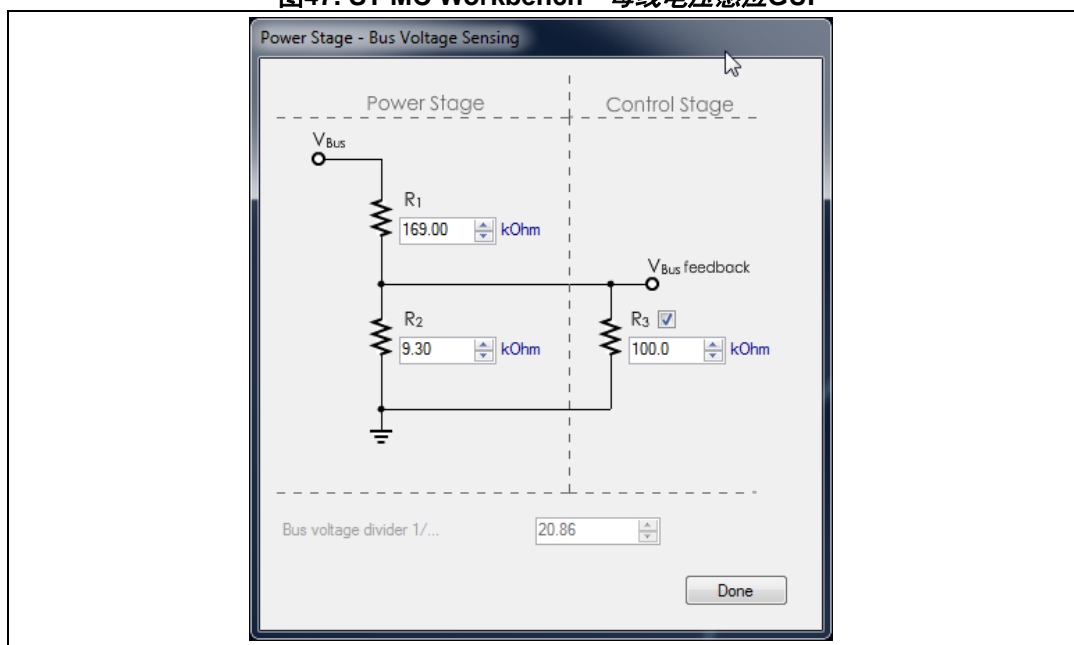 Power Stage - Bus Voltage Sensing
Power Stage
Control Stage
VBus
R1
169.00 kOhm
VBus feedback
R2
9.30 kOhm
R3
100.0 kOhm
Bus voltage divider 1/...
20.86
Done